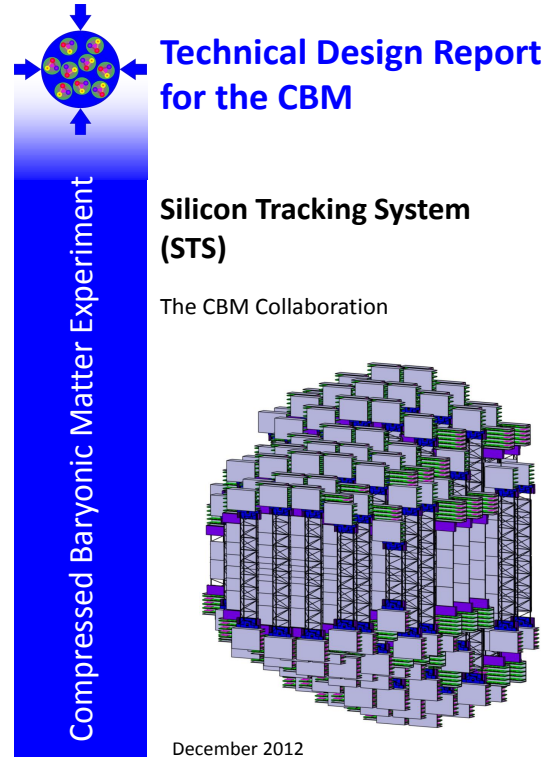 Technical Design Report
for the CBM
Silicon Tracking System
(STS)
The CBM Collaboration
Compressed Baryonic Matter Experiment
December 2012